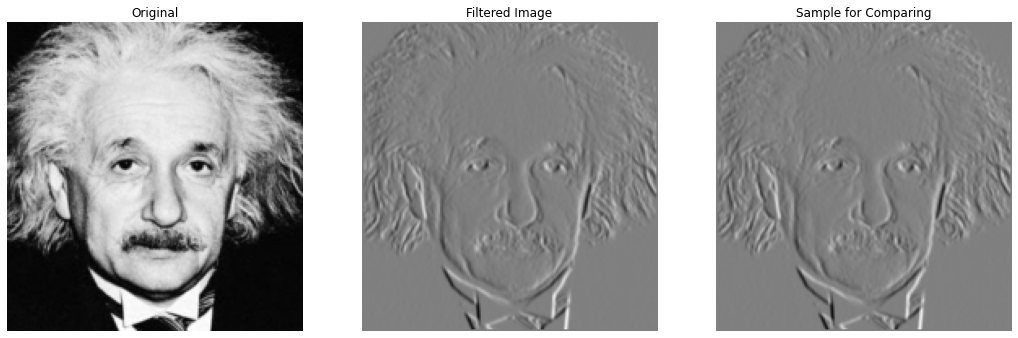 Original
Filtered Image
Sample for Comparing